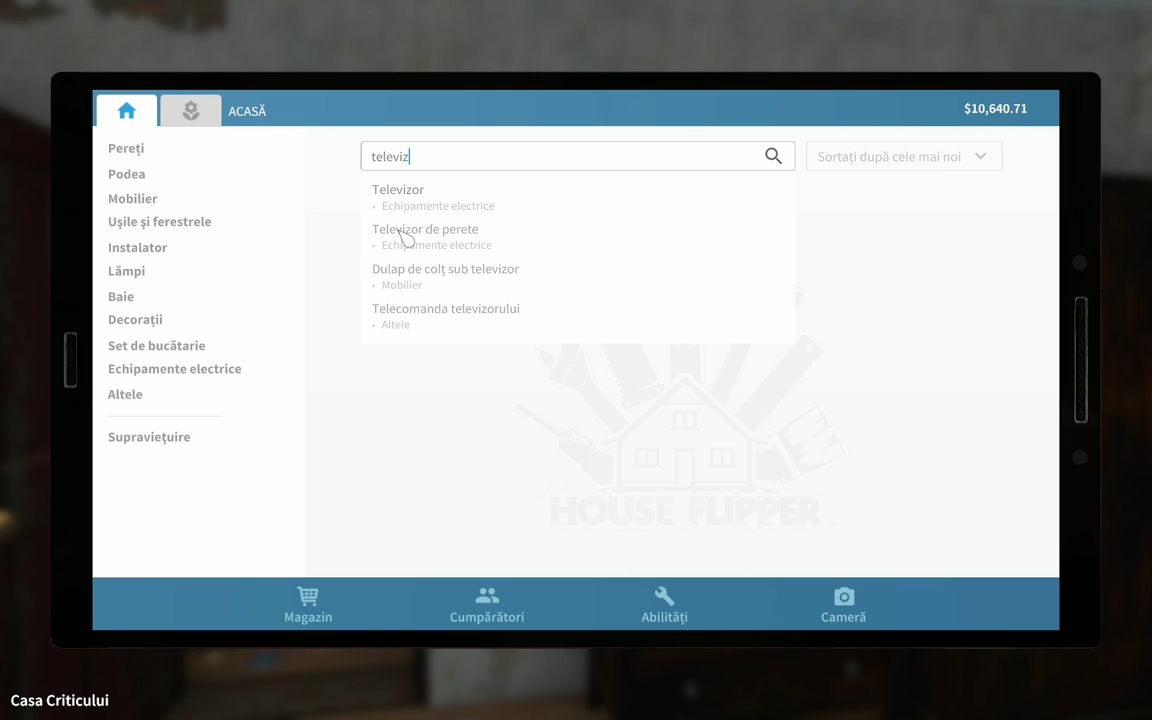 ACASĂ
$10,640.71
Pereți
Podea
Mobilier
Ușile și ferestrele
Instalator
Lămpi
Baie
Decorații
Set de bucătarie
Echipamente electrice
Altele
Supraviețuire
televiz
Sortați după cele mai noi
Televizor
• Echipamente electrice
Televizor de perete
• Echipamente electrice
Dulap de colț sub televizor
• Mobilier
Telecomanda televizorului
• Altele
HOUSE FLIPPER
Magazin
Cumpărători
Abilități
Cameră
Casa Criticului